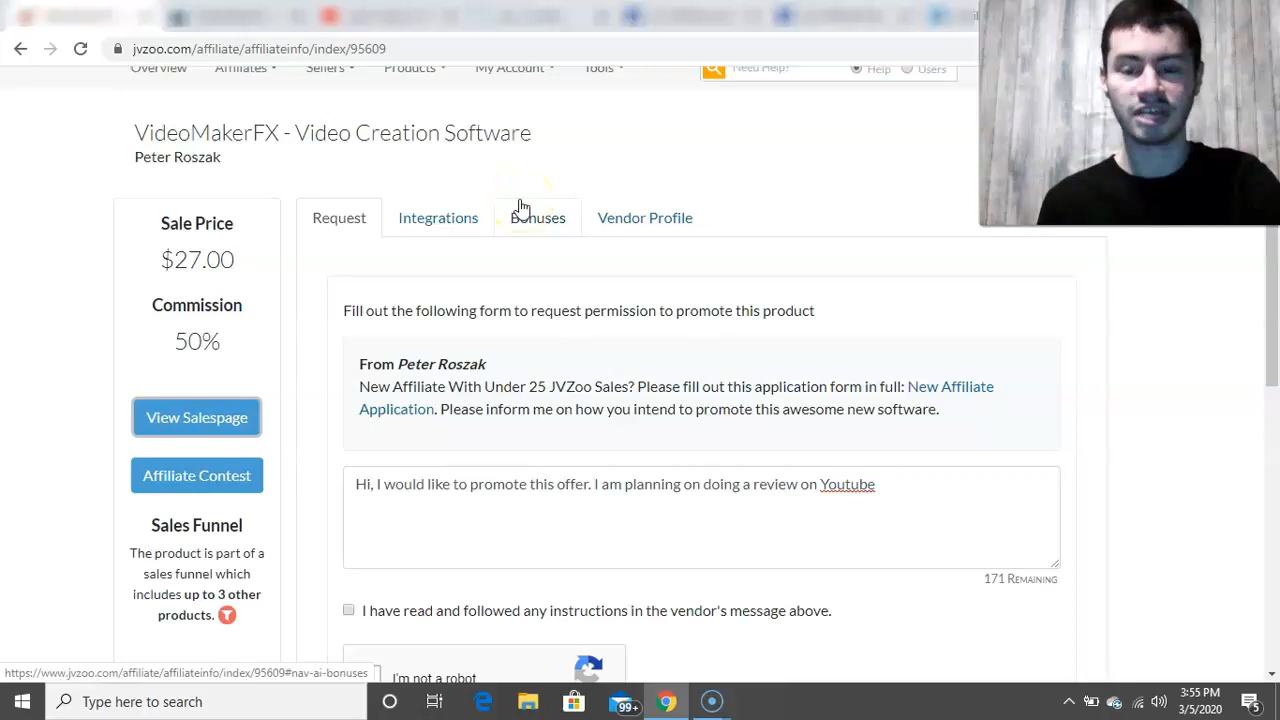 jvzoo.com/affiliate/affiliateinfo/index/95609
Overview Affiliates Sellers Products My Account Tools Need Help? Help Users
VideoMakerFX - Video Creation Software
Peter Roszak
Sale Price
$27.00
Commission
50%
View Salespage
Affiliate Contest
Sales Funnel
The product is part of a
sales funnel which
includes up to 3 other
products.
Request Integrations Bonuses Vendor Profile
Fill out the following form to request permission to promote this product
From Peter Roszak
New Affiliate With Under 25 JVZoo Sales? Please fill out this application form in full: New Affiliate
Application. Please inform me on how you intend to promote this awesome new software.
Hi, I would like to promote this offer. I am planning on doing a review on Youtube
171 Remaining
I have read and followed any instructions in the vendor's message above.
I'm not a robot
https://www.jvzoo.com/affiliate/affiliateinfo/index/95609#nav-ai-bonuses
Type here to search
99+
3:55 PM
3/5/2020
5